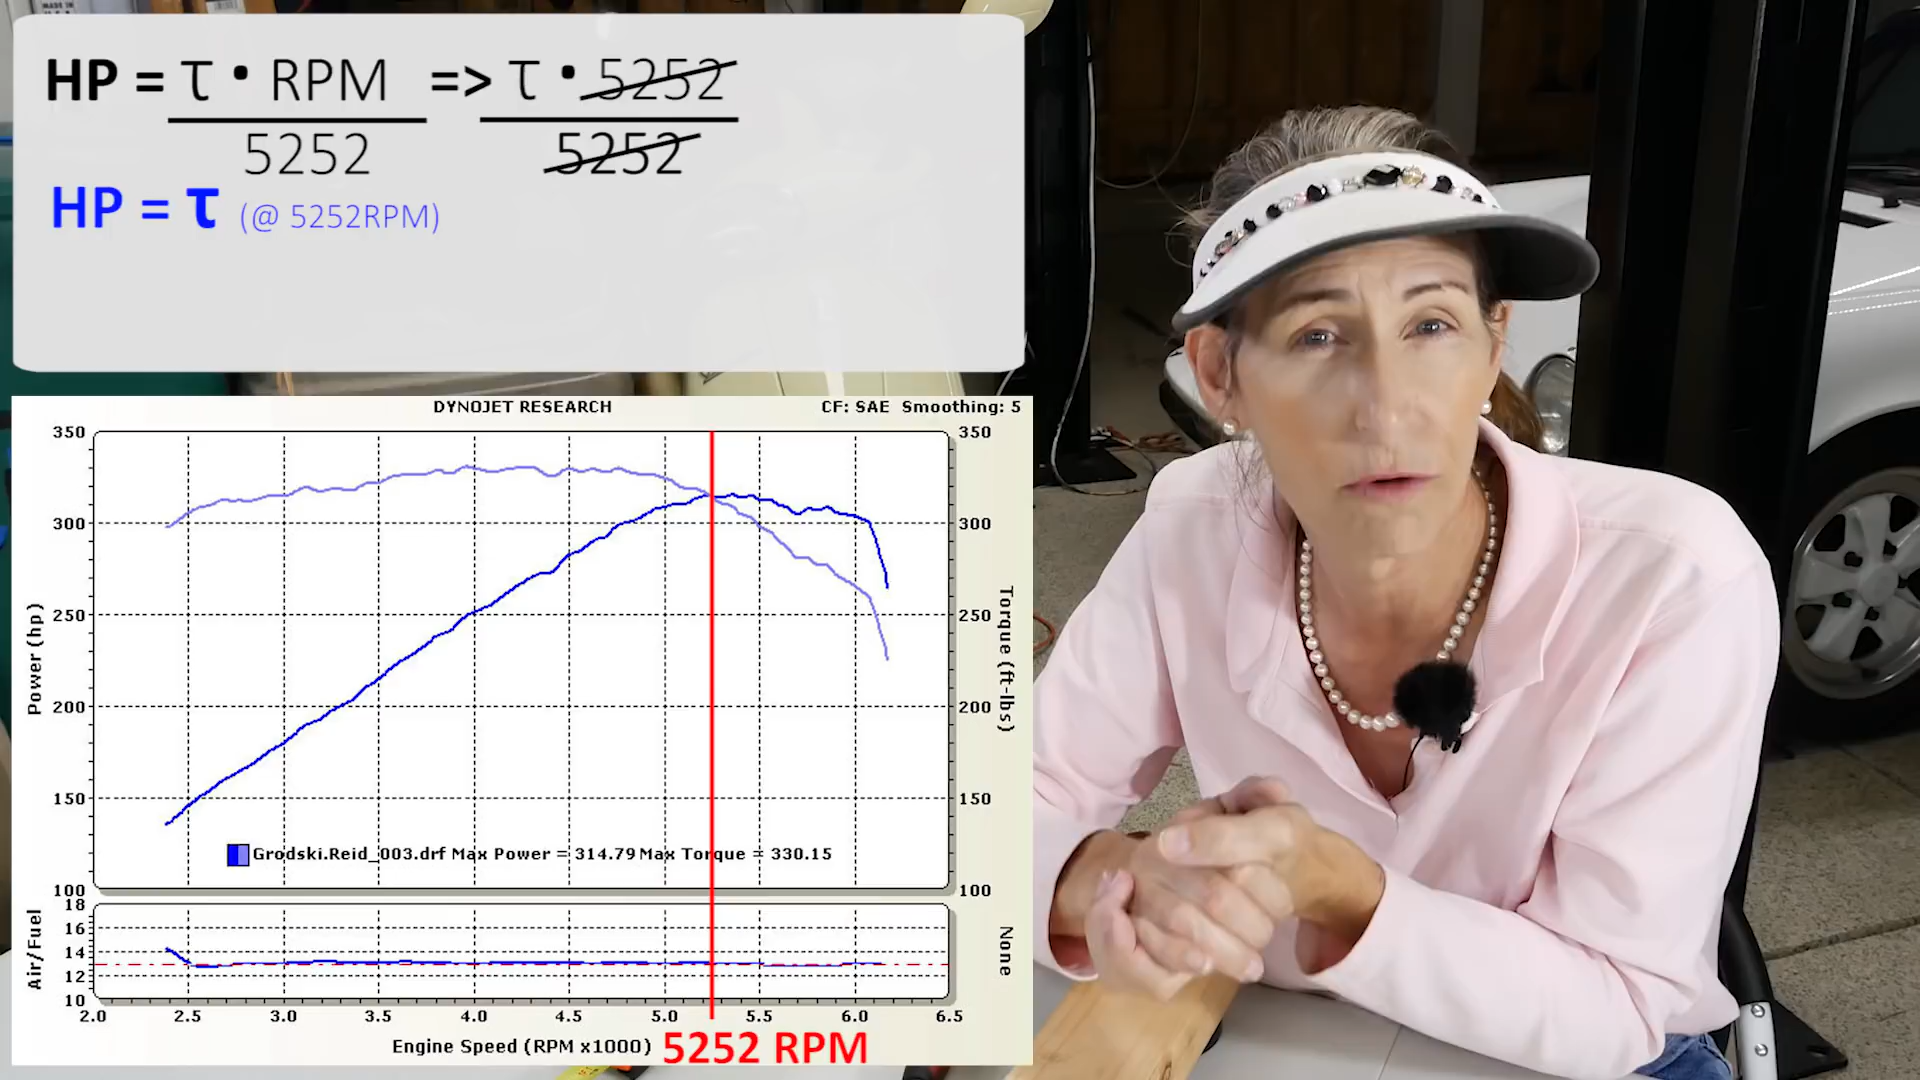 MADE IN
HP = τ • RPM => τ • 5252
5252 5252
HP = τ (@ 5252RPM)
DYNOJET RESEARCH CF: SAE Smoothing: 5
350 350
300 300
250 250
200 200
150 150
100 100
Power (hp)
Torque (ft-lbs)
Grodski.Reid_003.drf Max Power = 314.79 Max Torque = 330.15
18
16
14
12
10
Air/Fuel
None
2.0 2.5 3.0 3.5 4.0 4.5 5.0 5.5 6.0 6.5
Engine Speed (RPM x1000) 5252 RPM